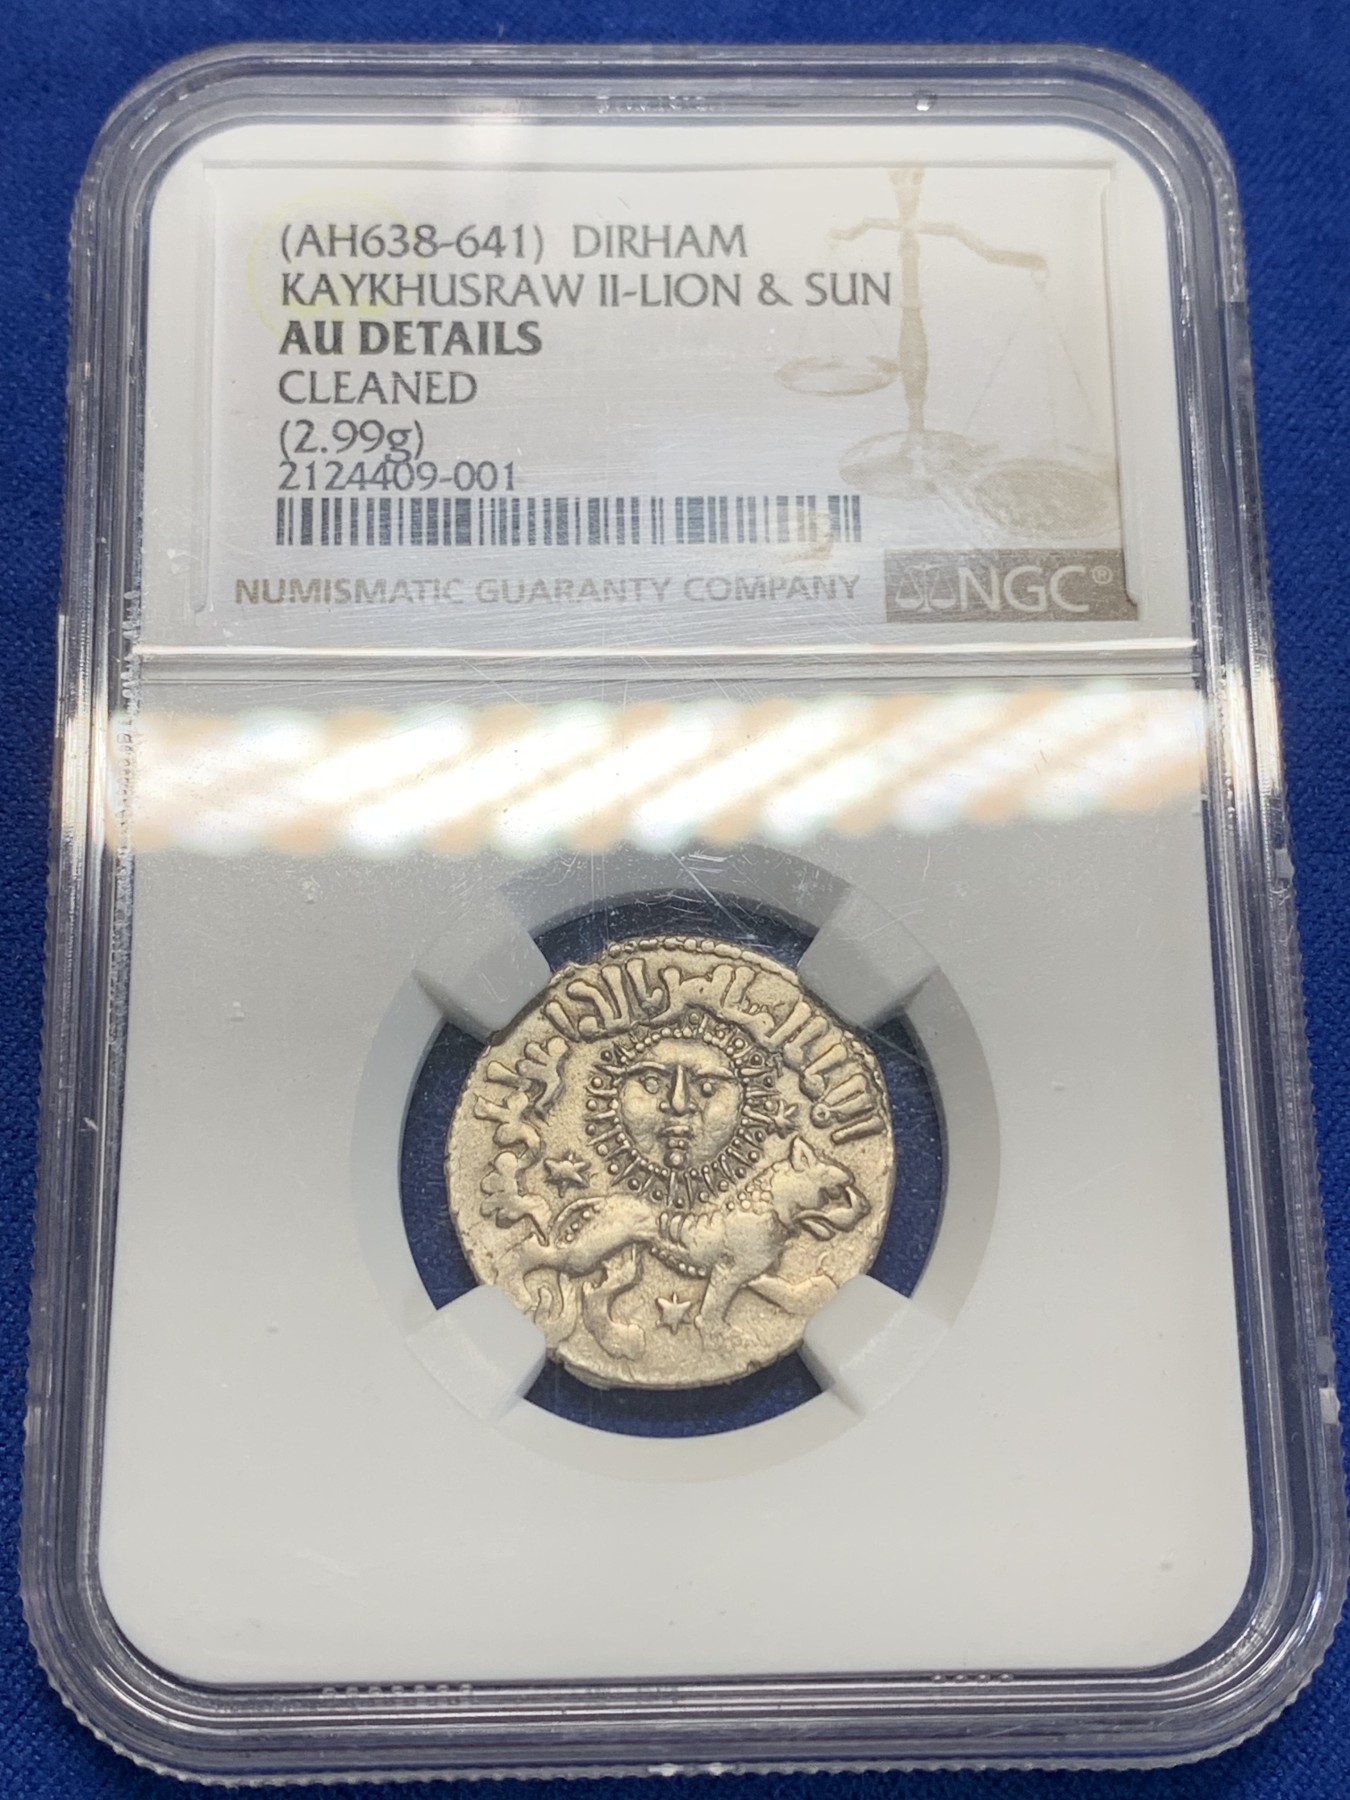 (AH638-641) DIRHAM
KAYKHUSRAW II-LION & SUN
AU DETAILS
CLEANED
(2.99g)
2124409-001
NUMISMATIC GUARANTY COMPANY NGC®